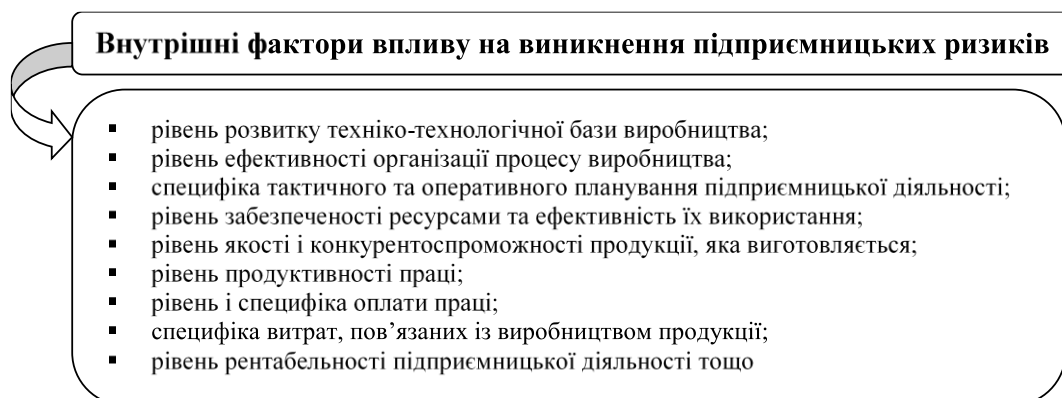 Внутрішні фактори впливу на виникнення підприємницьких ризиків
▪ рівень розвитку техніко-технологічної бази виробництва;
▪ рівень ефективності організації процесу виробництва;
▪ специфіка тактичного та оперативного планування підприємницької діяльності;
▪ рівень забезпеченості ресурсами та ефективність їх використання;
▪ рівень якості і конкурентоспроможності продукції, яка виготовляється;
▪ рівень продуктивності праці;
▪ рівень і специфіка оплати праці;
▪ специфіка витрат, пов’язаних із виробництвом продукції;
▪ рівень рентабельності підприємницької діяльності тощо